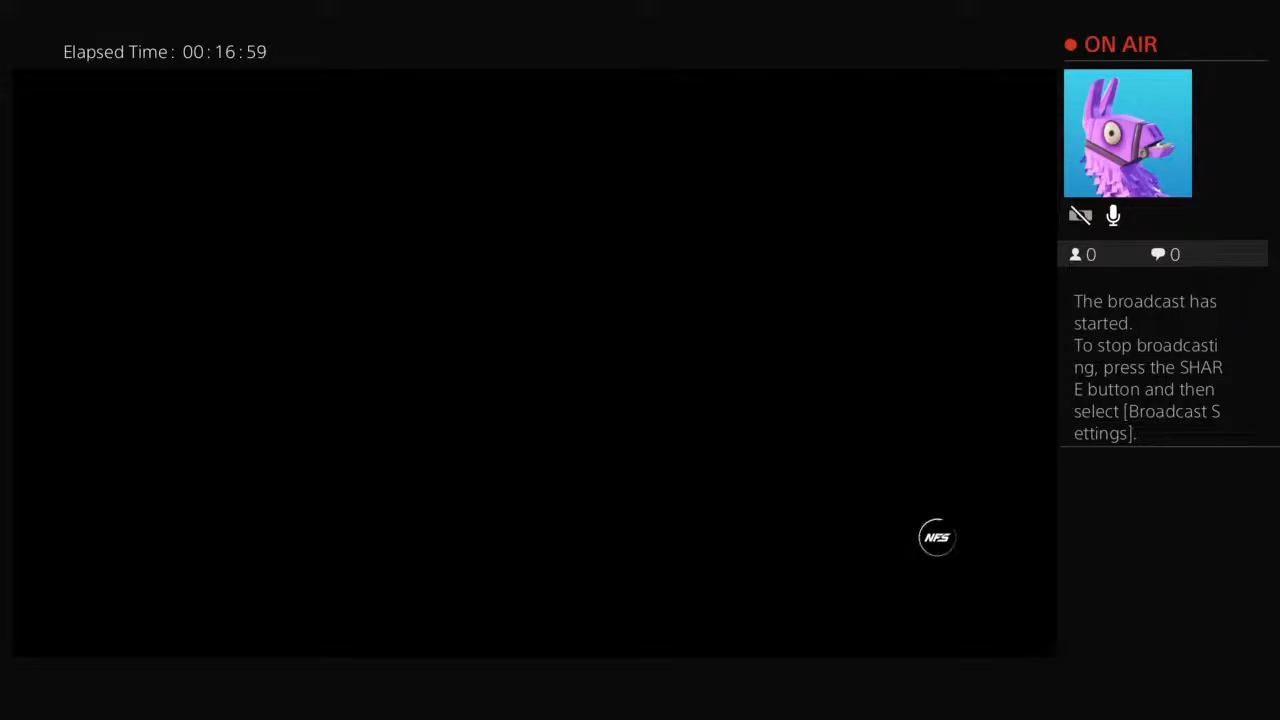 Elapsed Time: 00:16:59
ON AIR
0 0
The broadcast has
started.
To stop broadcasti
ng, press the SHAR
E button and then
select [Broadcast S
ettings].
NFS